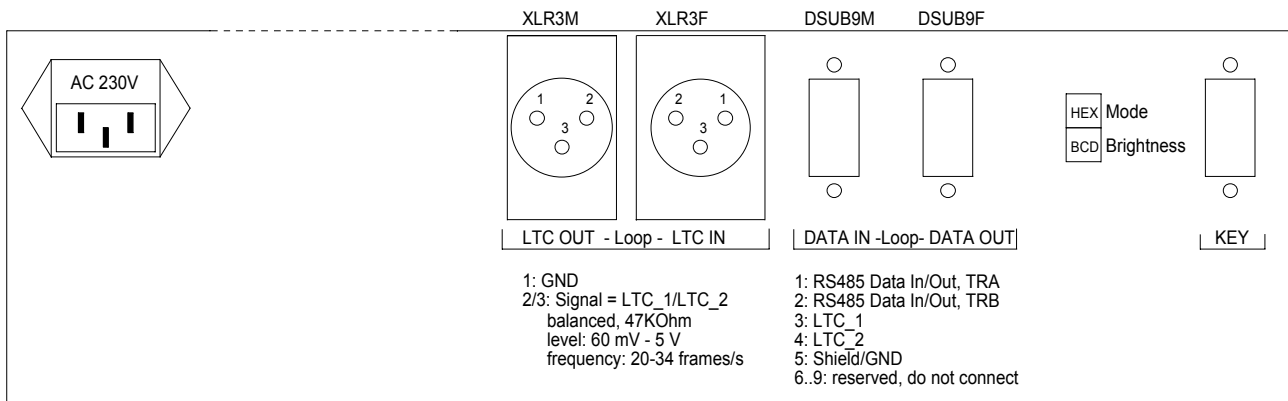 XLR3M XLR3F DSUB9M DSUB9F
AC 230V
1 2
3
2 1
3
HEX Mode
BCD Brightness
LTC OUT - Loop - LTC IN
DATA IN -Loop- DATA OUT
KEY
1: GND
2/3: Signal = LTC_1/LTC_2
balanced, 47KOhm
level: 60 mV - 5 V
frequency: 20-34 frames/s
1: RS485 Data In/Out, TRA
2: RS485 Data In/Out, TRB
3: LTC_1
4: LTC_2
5: Shield/GND
6..9: reserved, do not connect